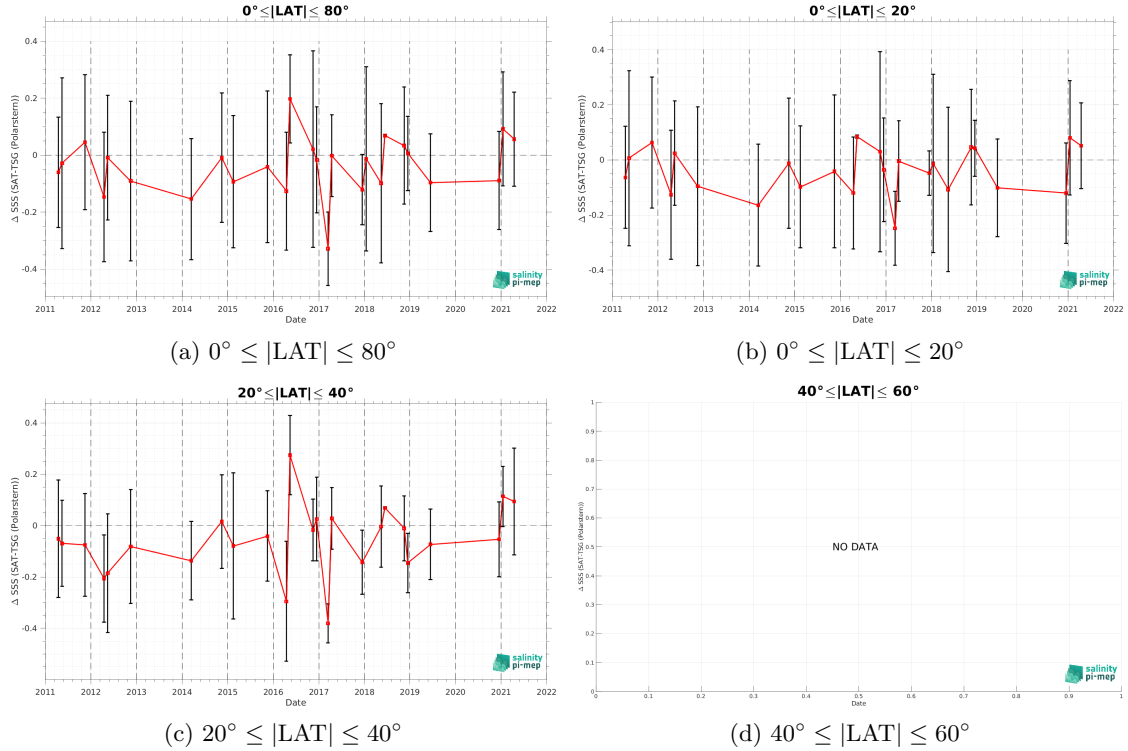 0°≤|LAT|≤ 80°
Δ SSS (SAT-TSG (Polarstern))
0.4
0.2
0
-0.2
-0.4
2011 2012 2013 2014 2015 2016 2017 2018 2019 2020 2021 2022
Date
salinity
pi-mep
(a) 0° ≤ |LAT| ≤ 80°
0°≤|LAT|≤ 20°
Δ SSS (SAT-TSG (Polarstern))
0.4
0.2
0
-0.2
-0.4
2011 2012 2013 2014 2015 2016 2017 2018 2019 2020 2021 2022
Date
salinity
pi-mep
(b) 0° ≤ |LAT| ≤ 20°
20°≤|LAT|≤ 40°
Δ SSS (SAT-TSG (Polarstern))
0.4
0.2
0
-0.2
-0.4
2011 2012 2013 2014 2015 2016 2017 2018 2019 2020 2021 2022
Date
salinity
pi-mep
(c) 20° ≤ |LAT| ≤ 40°
40°≤|LAT|≤ 60°
Δ SSS (SAT-TSG (Polarstern))
1
0.9
0.8
0.7
0.6
0.5
0.4
0.3
0.2
0.1
0
NO DATA
0 0.1 0.2 0.3 0.4 0.5 0.6 0.7 0.8 0.9 1
Date
salinity
pi-mep
(d) 40° ≤ |LAT| ≤ 60°